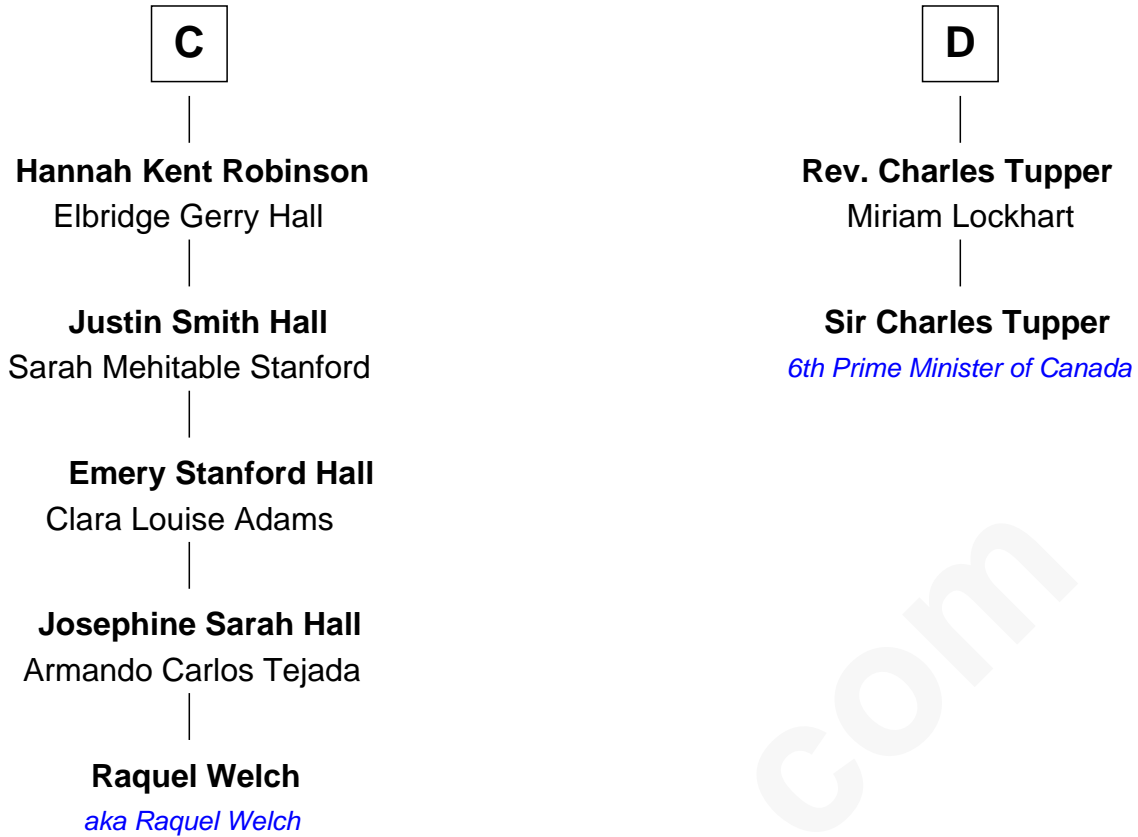 C
Hannah Kent Robinson
Elbridge Gerry Hall
Justin Smith Hall
Sarah Mehitable Stanford
Emery Stanford Hall
Clara Louise Adams
Josephine Sarah Hall
Armando Carlos Tejada
Raquel Welch
aka Raquel Welch
D
Rev. Charles Tupper
Miriam Lockhart
Sir Charles Tupper
6th Prime Minister of Canada
com